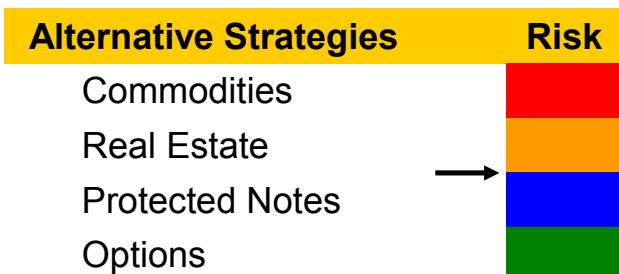 Alternative Strategies Risk
Commodities
Real Estate
Protected Notes
Options